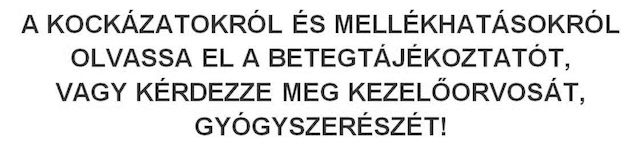 A KOCKÁZATOKRÓL ÉS MELLÉKHATÁSOKRÓL
OLVASSA EL A BETEGTÁJÉKOZTATÓT,
VAGY KÉRDEZZE MEG KEZELŐORVOSÁT,
GYÓGYSZERÉSZÉT!